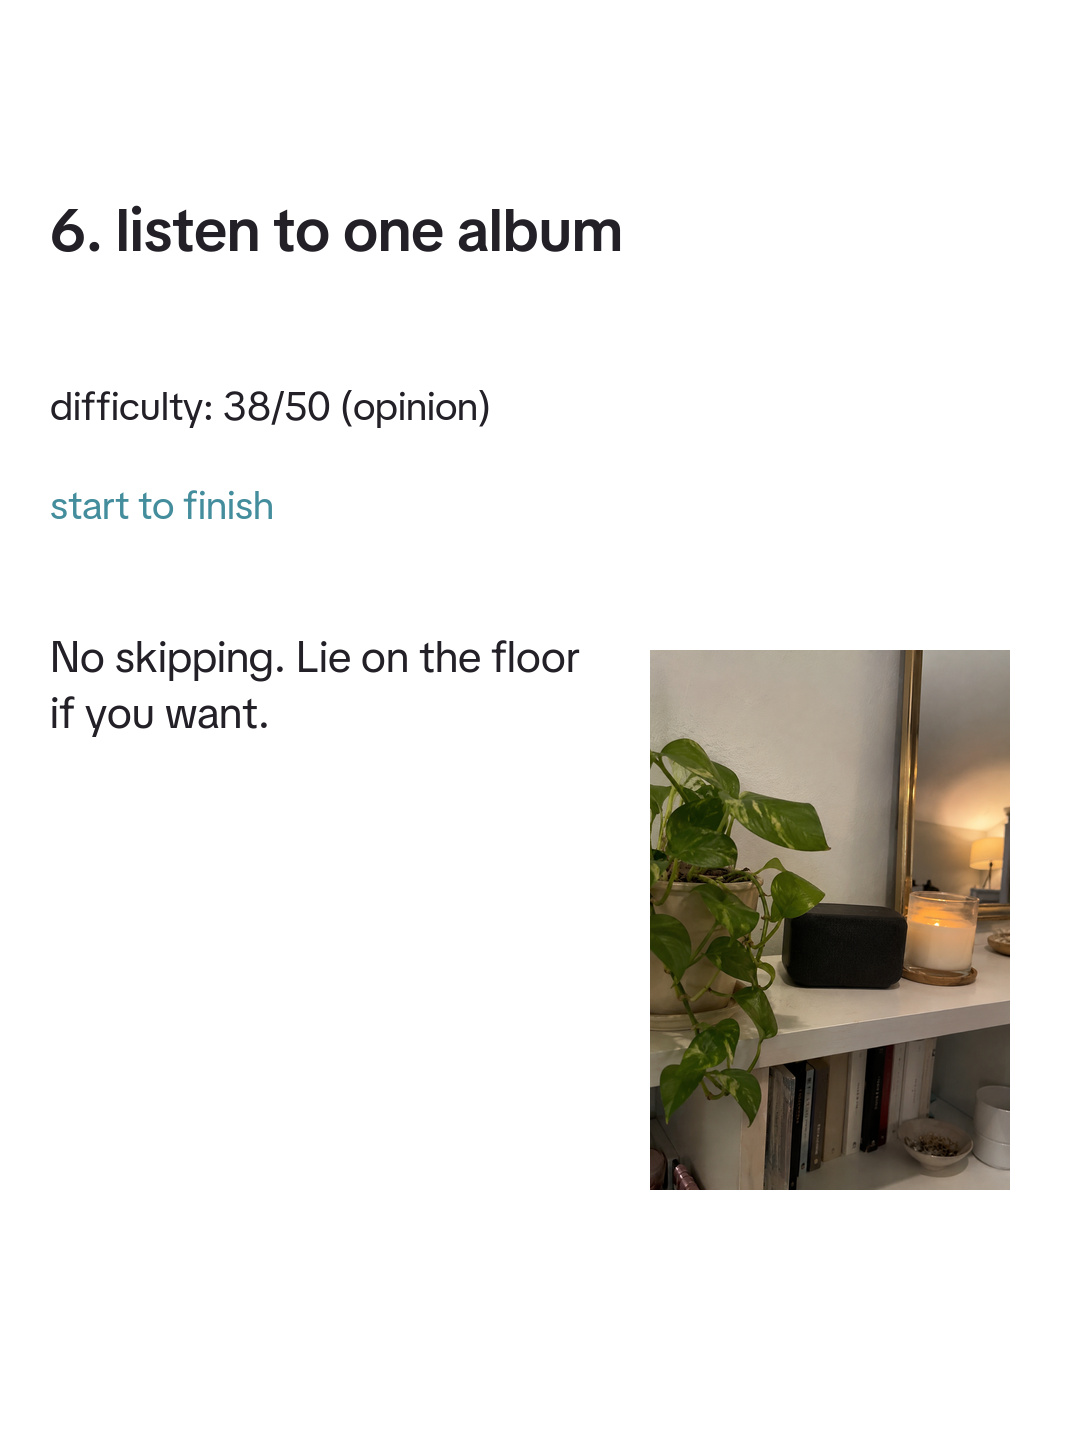 6. listen to one album
difficulty: 38/50 (opinion)
start to finish
No skipping. Lie on the floor
if you want.